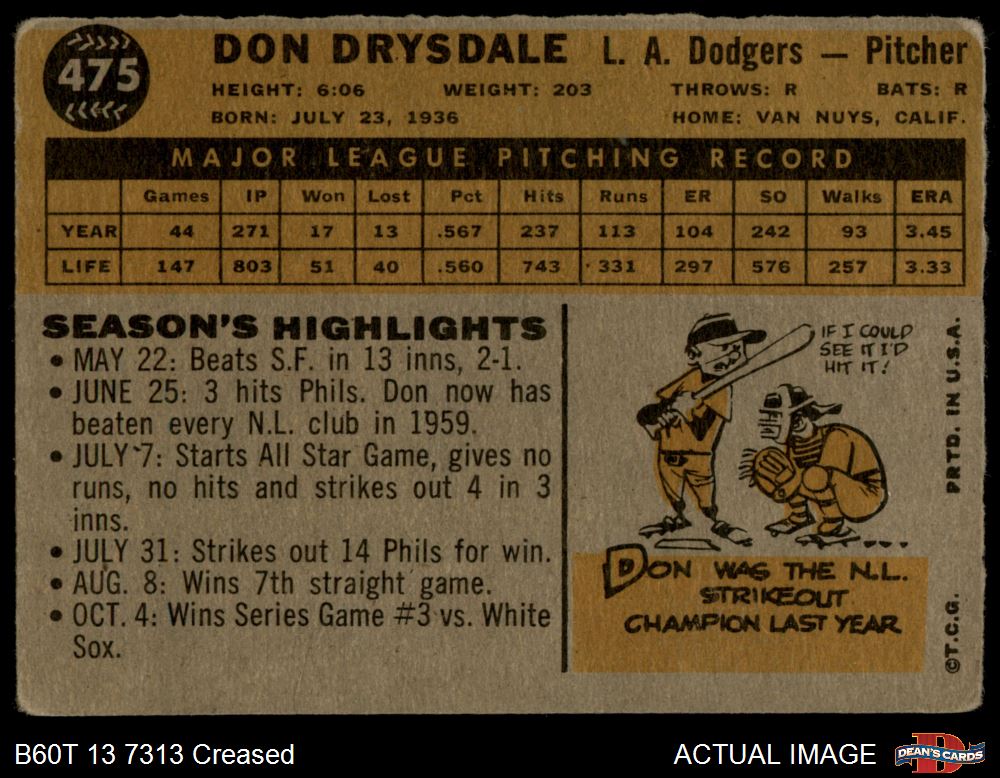 475
DON DRYSDALE L. A. Dodgers — Pitcher
HEIGHT: 6:06 WEIGHT: 203 THROWS: R BATS: R
BORN: JULY 23, 1936 HOME: VAN NUYS, CALIF.
MAJOR LEAGUE PITCHING RECORD
Games IP Won Lost Pct Hits Runs ER SO Walks ERA
YEAR 44 271 17 13 .567 237 113 104 242 93 3.45
LIFE 147 803 51 40 .560 743 331 297 576 257 3.33
SEASON'S HIGHLIGHTS
• MAY 22: Beats S.F. in 13 inns, 2-1.
• JUNE 25: 3 hits Phils. Don now has
beaten every N.L. club in 1959.
• JULY 7: Starts All Star Game, gives no
runs, no hits and strikes out 4 in 3
inns.
• JULY 31: Strikes out 14 Phils for win.
• AUG. 8: Wins 7th straight game.
• OCT. 4: Wins Series Game #3 vs. White
Sox.
IF I COULD
SEE IT I'D
HIT IT!
DON WAS THE N.L.
STRIKEOUT
CHAMPION LAST YEAR
©T.C.G. PRTD. IN U.S.A.
B60T 13 7313 Creased ACTUAL IMAGE DEAN'S CARDS